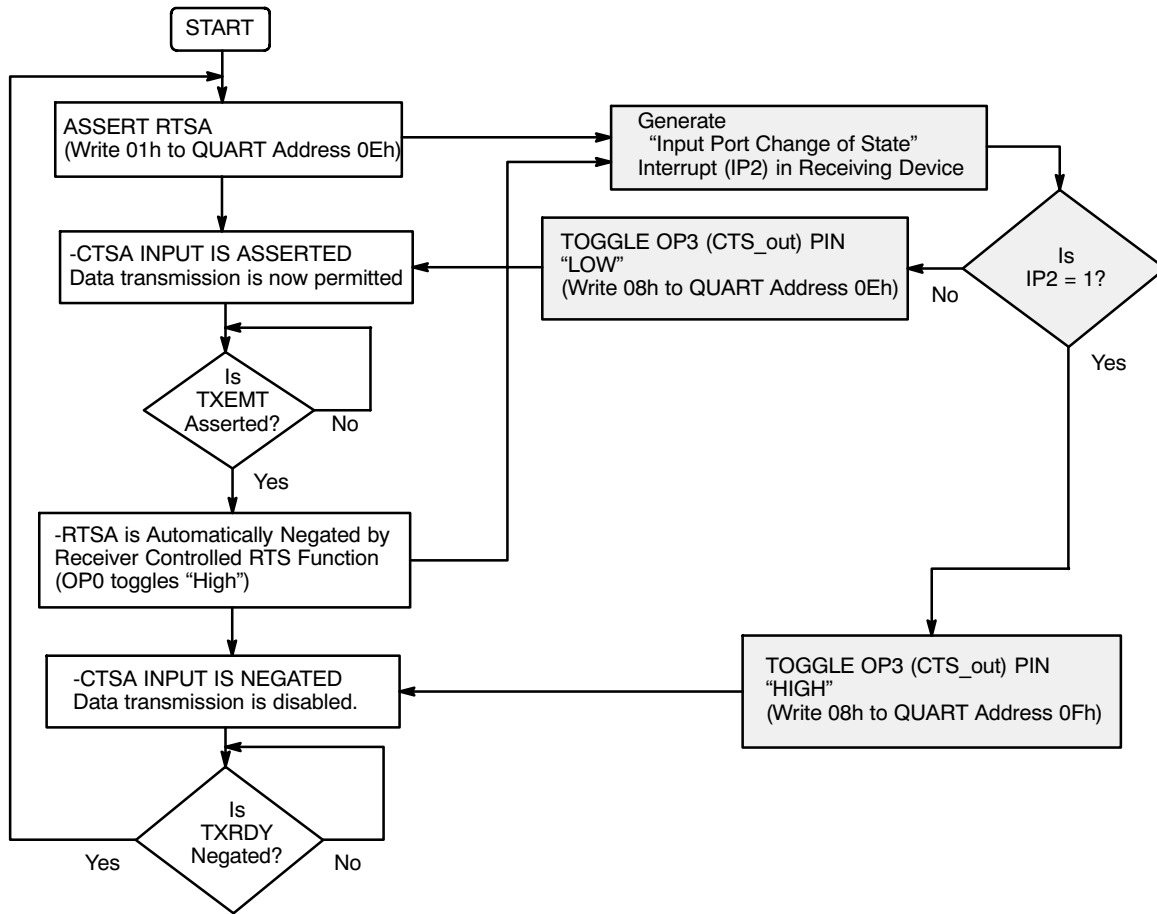 START
ASSERT RTSA
(Write 01h to QUART Address 0Eh)
Generate
“Input Port Change of State”
Interrupt (IP2) in Receiving Device
-CTSA INPUT IS ASSERTED
Data transmission is now permitted
TOGGLE OP3 (CTS_out) PIN
“LOW”
(Write 08h to QUART Address 0Eh)
No
Is
IP2 = 1?
Yes
Is
TXEMT
Asserted?
No
Yes
-RTSA is Automatically Negated by
Receiver Controlled RTS Function
(OP0 toggles “High”)
-CTSA INPUT IS NEGATED
Data transmission is disabled.
TOGGLE OP3 (CTS_out) PIN
“HIGH”
(Write 08h to QUART Address 0Fh)
Is
TXRDY
Negated?
Yes
No